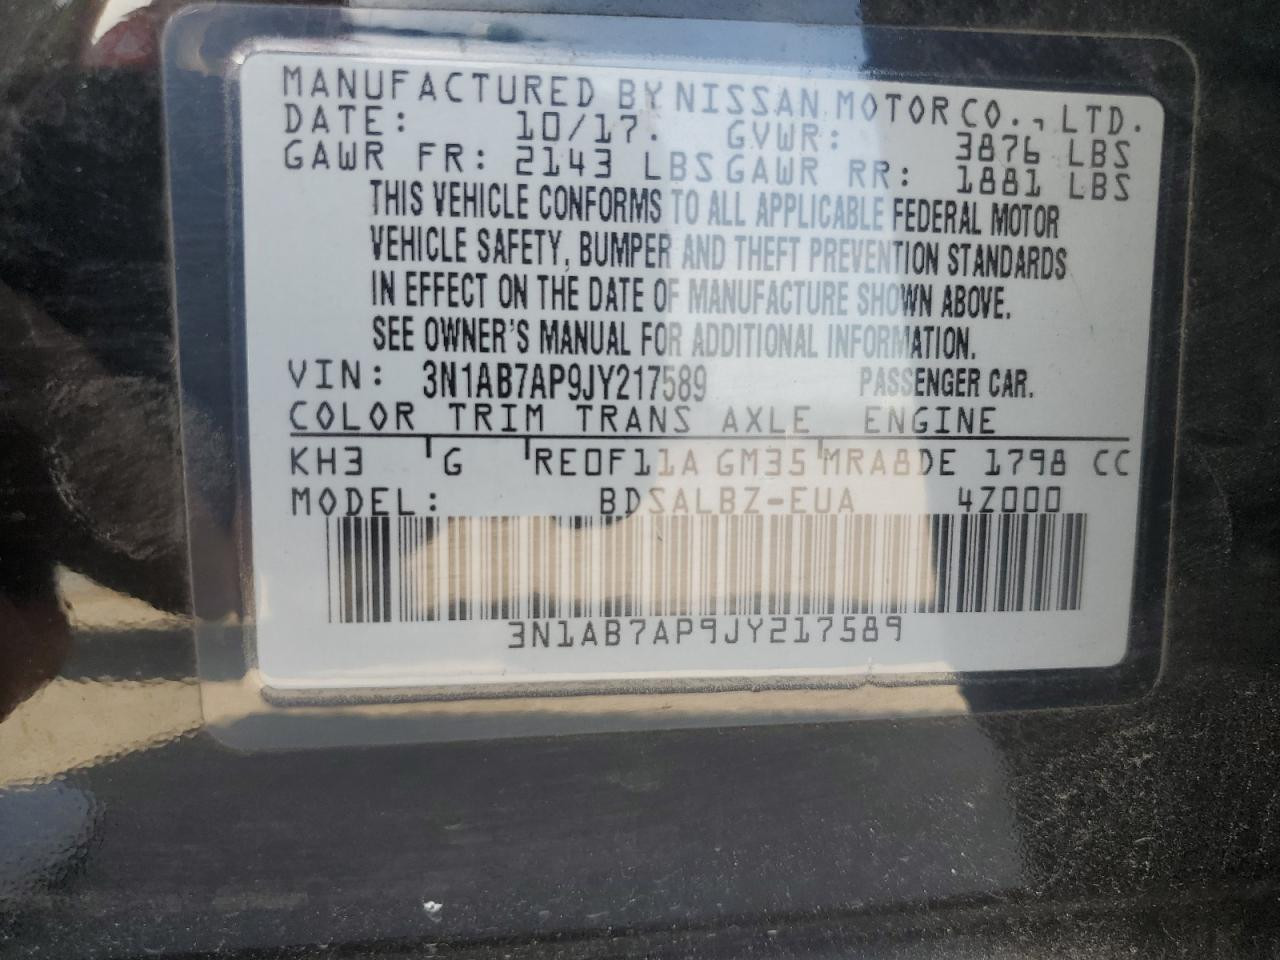 MANUFACTURED BY NISSAN MOTOR CO., LTD.
DATE: 10/17. GVWR: 3876 LBS
GAWR FR: 2143 LBS GAWR RR: 1881 LBS
THIS VEHICLE CONFORMS TO ALL APPLICABLE FEDERAL MOTOR
VEHICLE SAFETY, BUMPER AND THEFT PREVENTION STANDARDS
IN EFFECT ON THE DATE OF MANUFACTURE SHOWN ABOVE.
SEE OWNER'S MANUAL FOR ADDITIONAL INFORMATION.
VIN: 3N1AB7AP9JY217589 PASSENGER CAR.
COLOR TRIM TRANS AXLE ENGINE
KH3 G RE0F11A GM35 MRA8DE 1798 CC
MODEL: BDSALBZ-EUA 4Z000
3N1AB7AP9JY217589